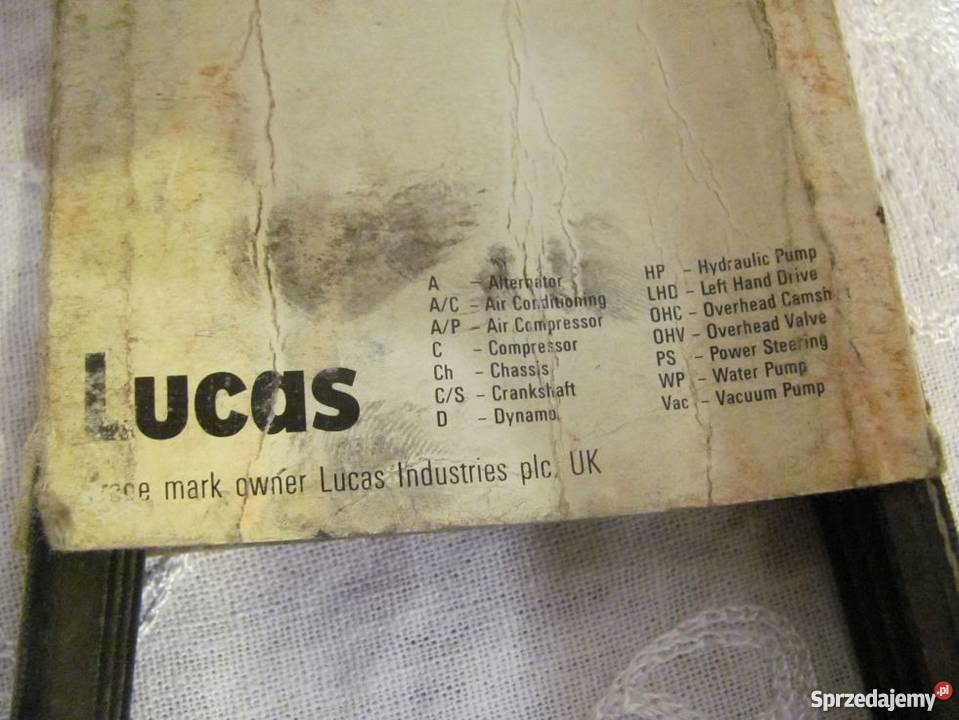 A – Alternator
A/C – Air Conditioning
A/P – Air Compressor
C – Compressor
Ch – Chassis
C/S – Crankshaft
D – Dynamo
HP – Hydraulic Pump
LHD – Left Hand Drive
OHC – Overhead
OHV – Overhead Valve
PS – Power Steering
WP – Water Pump
Vac – Vacuum Pump
Lucas
mark owner Lucas Industries plc, UK
Sprzedajemy.pl